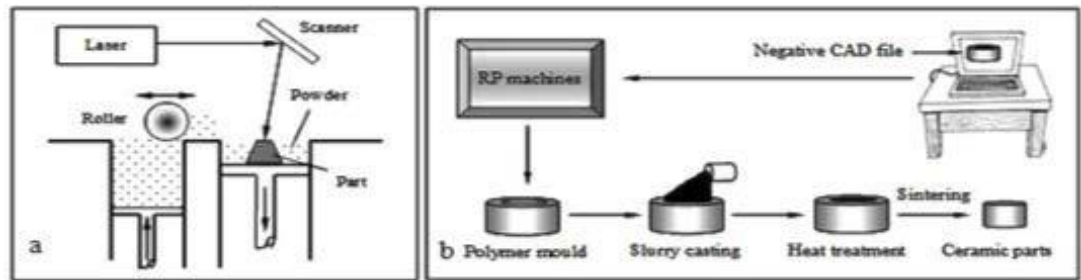 Laser
Scanner
Powder
Roller
Part
a
Negative CAD file
RP machines
Sintering
b Polymer mould Slurry casting Heat treatment Ceramic parts